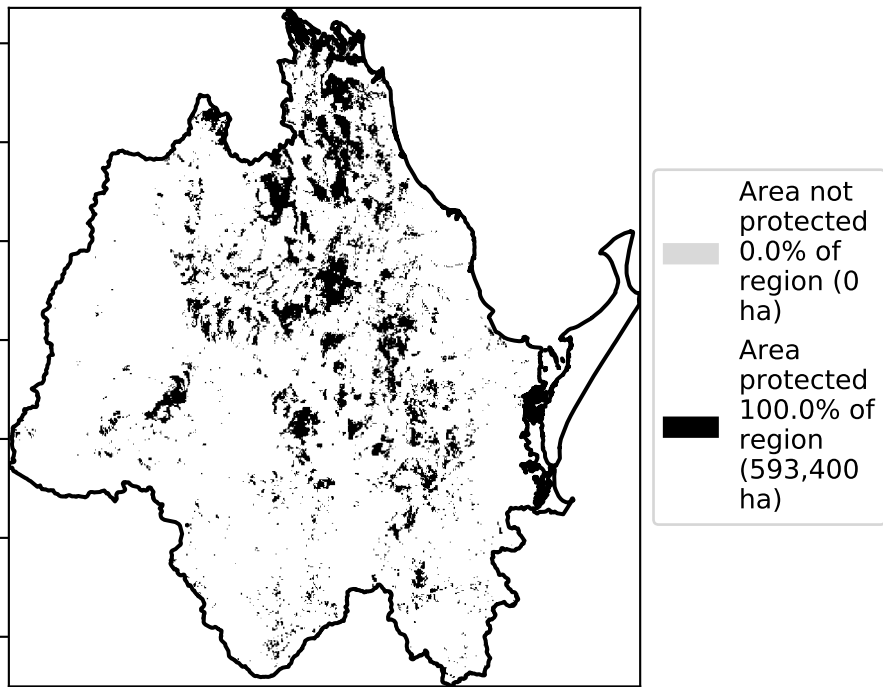 Area not
protected
0.0% of
region (0
ha)
Area
protected
100.0% of
region
(593,400
ha)